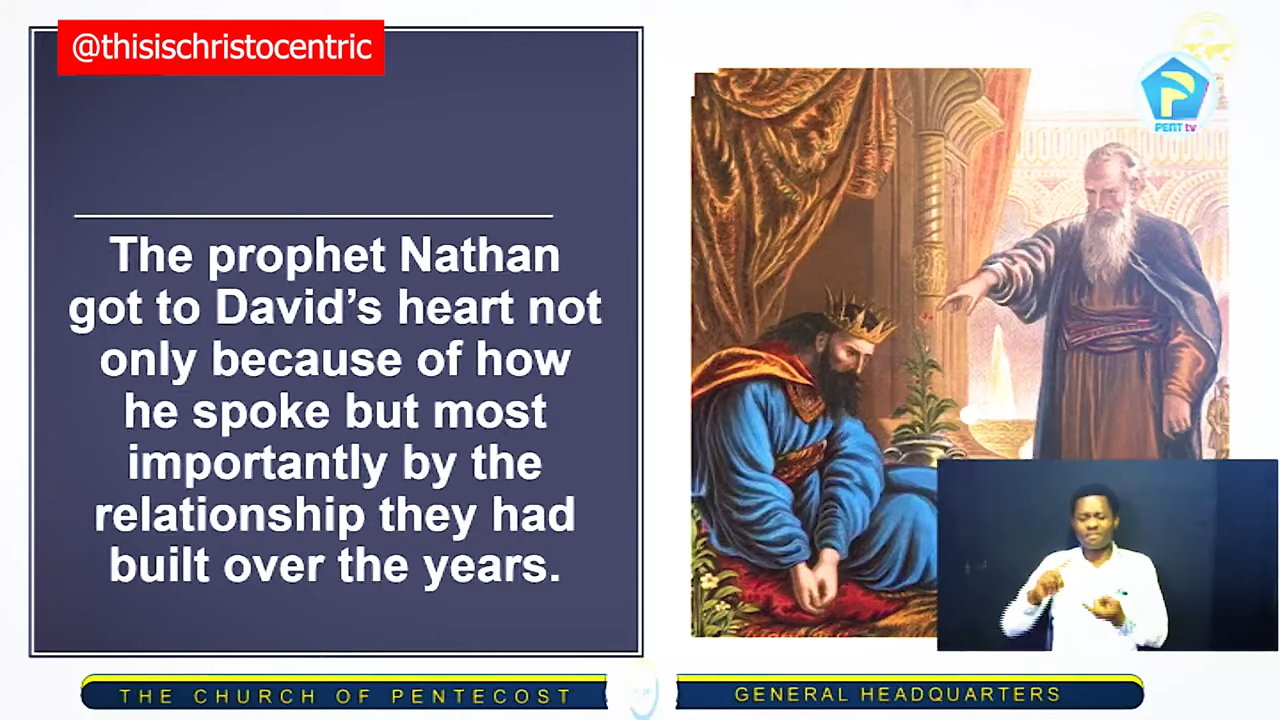 @thisischristocentric
PENT tv
The prophet Nathan
got to David’s heart not
only because of how
he spoke but most
importantly by the
relationship they had
built over the years.
THE CHURCH OF PENTECOST
GENERAL HEADQUARTERS